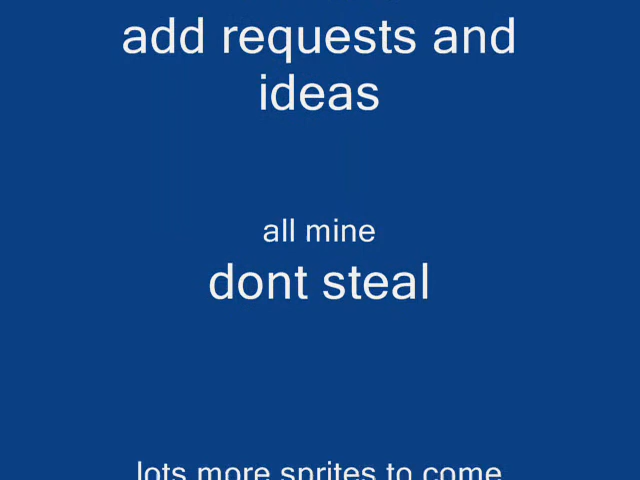 add requests and
ideas
all mine
dont steal
lots more sprites to come